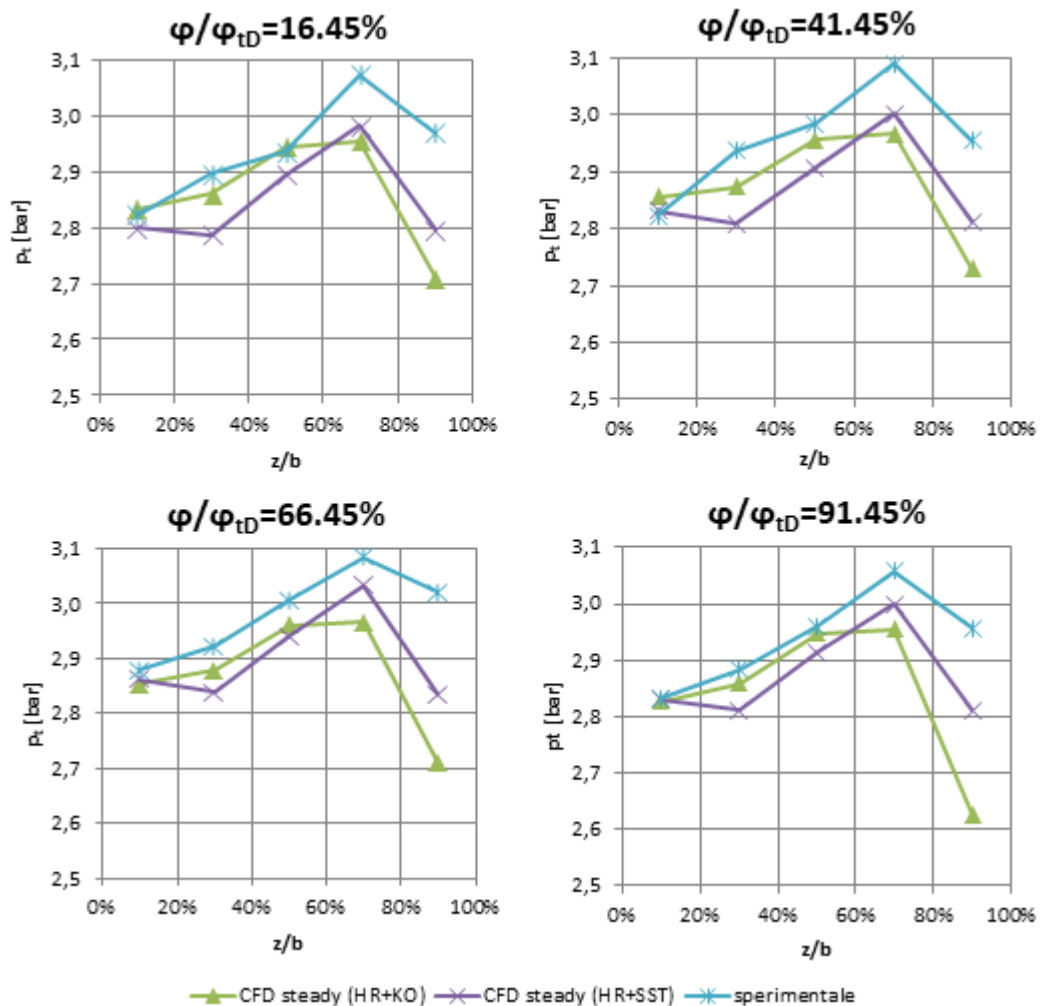 φ/φtD=16.45%
3,1
3,0
2,9
2,8
2,7
2,6
2,5
pt [bar]
0% 20% 40% 60% 80% 100%
z/b
φ/φtD=41.45%
3,1
3,0
2,9
2,8
2,7
2,6
2,5
pt [bar]
0% 20% 40% 60% 80% 100%
z/b
φ/φtD=66.45%
3,1
3,0
2,9
2,8
2,7
2,6
2,5
pt [bar]
0% 20% 40% 60% 80% 100%
z/b
φ/φtD=91.45%
3,1
3,0
2,9
2,8
2,7
2,6
2,5
pt [bar]
0% 20% 40% 60% 80% 100%
z/b
CFD steady (HR+KO) CFD steady (HR+SST) sperimentale